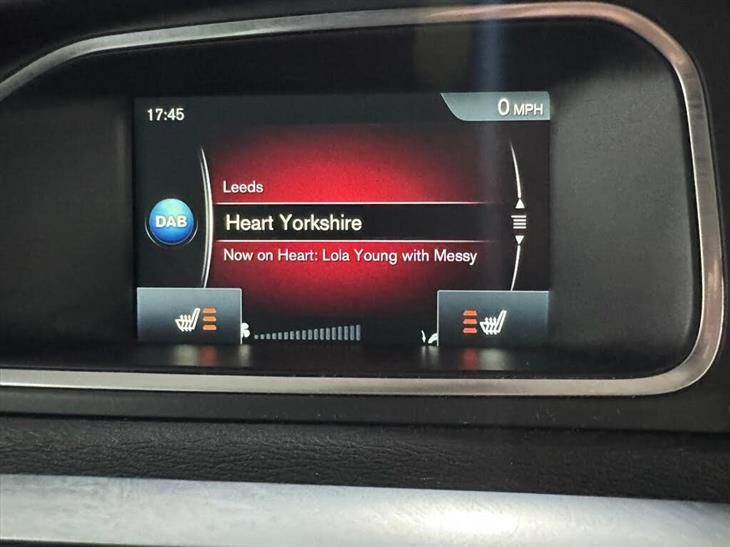 17:45
0 MPH
Leeds
DAB
Heart Yorkshire
Now on Heart: Lola Young with Messy